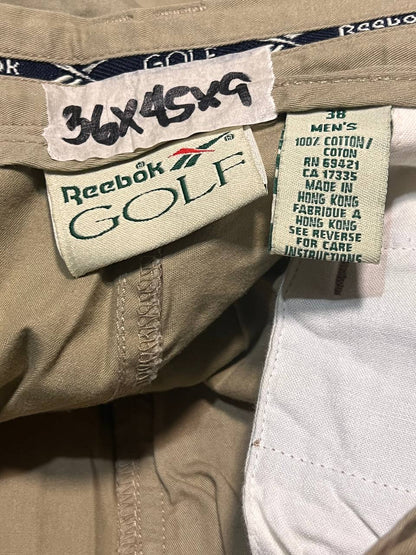 ok GOLF Reebok
36X45X9
Reebok
GOLF
38
MEN'S
100% COTTON/
COTON
RN 69421
CA 17335
MADE IN
HONG KONG
FABRIQUE A
HONG KONG
SEE REVERSE
FOR CARE
INSTRUCTIONS